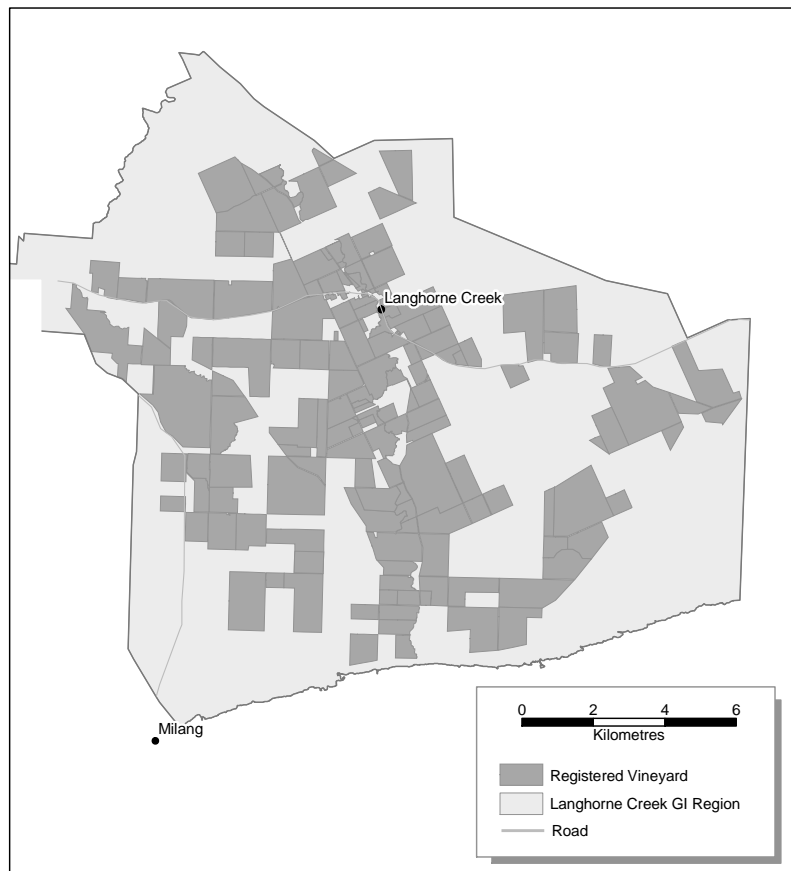 Langhorne Creek
Milang
0 2 4 6
Kilometres
Registered Vineyard
Langhorne Creek GI Region
Road